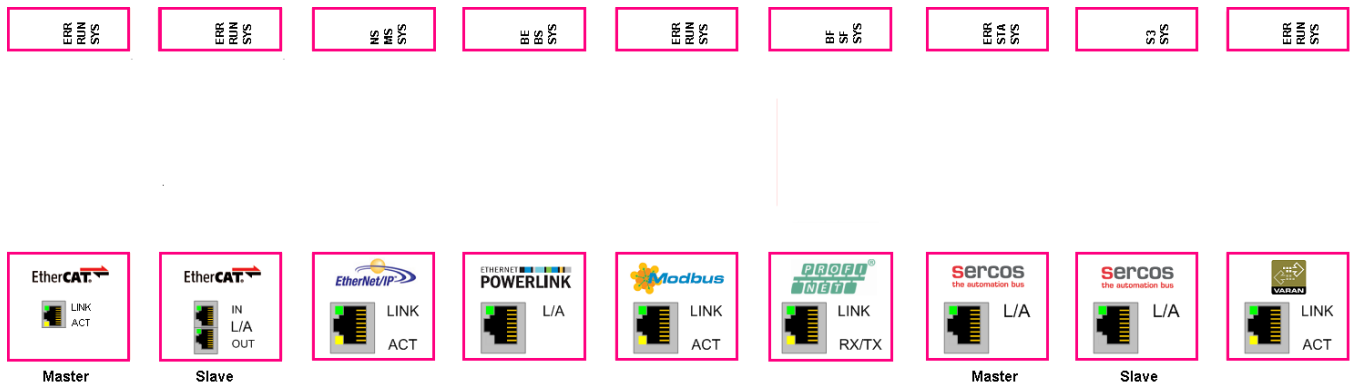 ERR
RUN
SYS
ERR
RUN
SYS
NS
MS
SYS
BE
BS
SYS
ERR
RUN
SYS
BF
SF
SYS
ERR
STA
SYS
S3
SYS
ERR
RUN
SYS
EtherCAT
LINK
ACT
Master
EtherCAT
IN
L/A
OUT
Slave
EtherNet/IP
LINK
ACT
ETHERNET
POWERLINK
L/A
Modbus
LINK
ACT
PROFI
NET
LINK
RX/TX
sercos
the automation bus
L/A
Master
sercos
the automation bus
L/A
Slave
VARAN
LINK
ACT